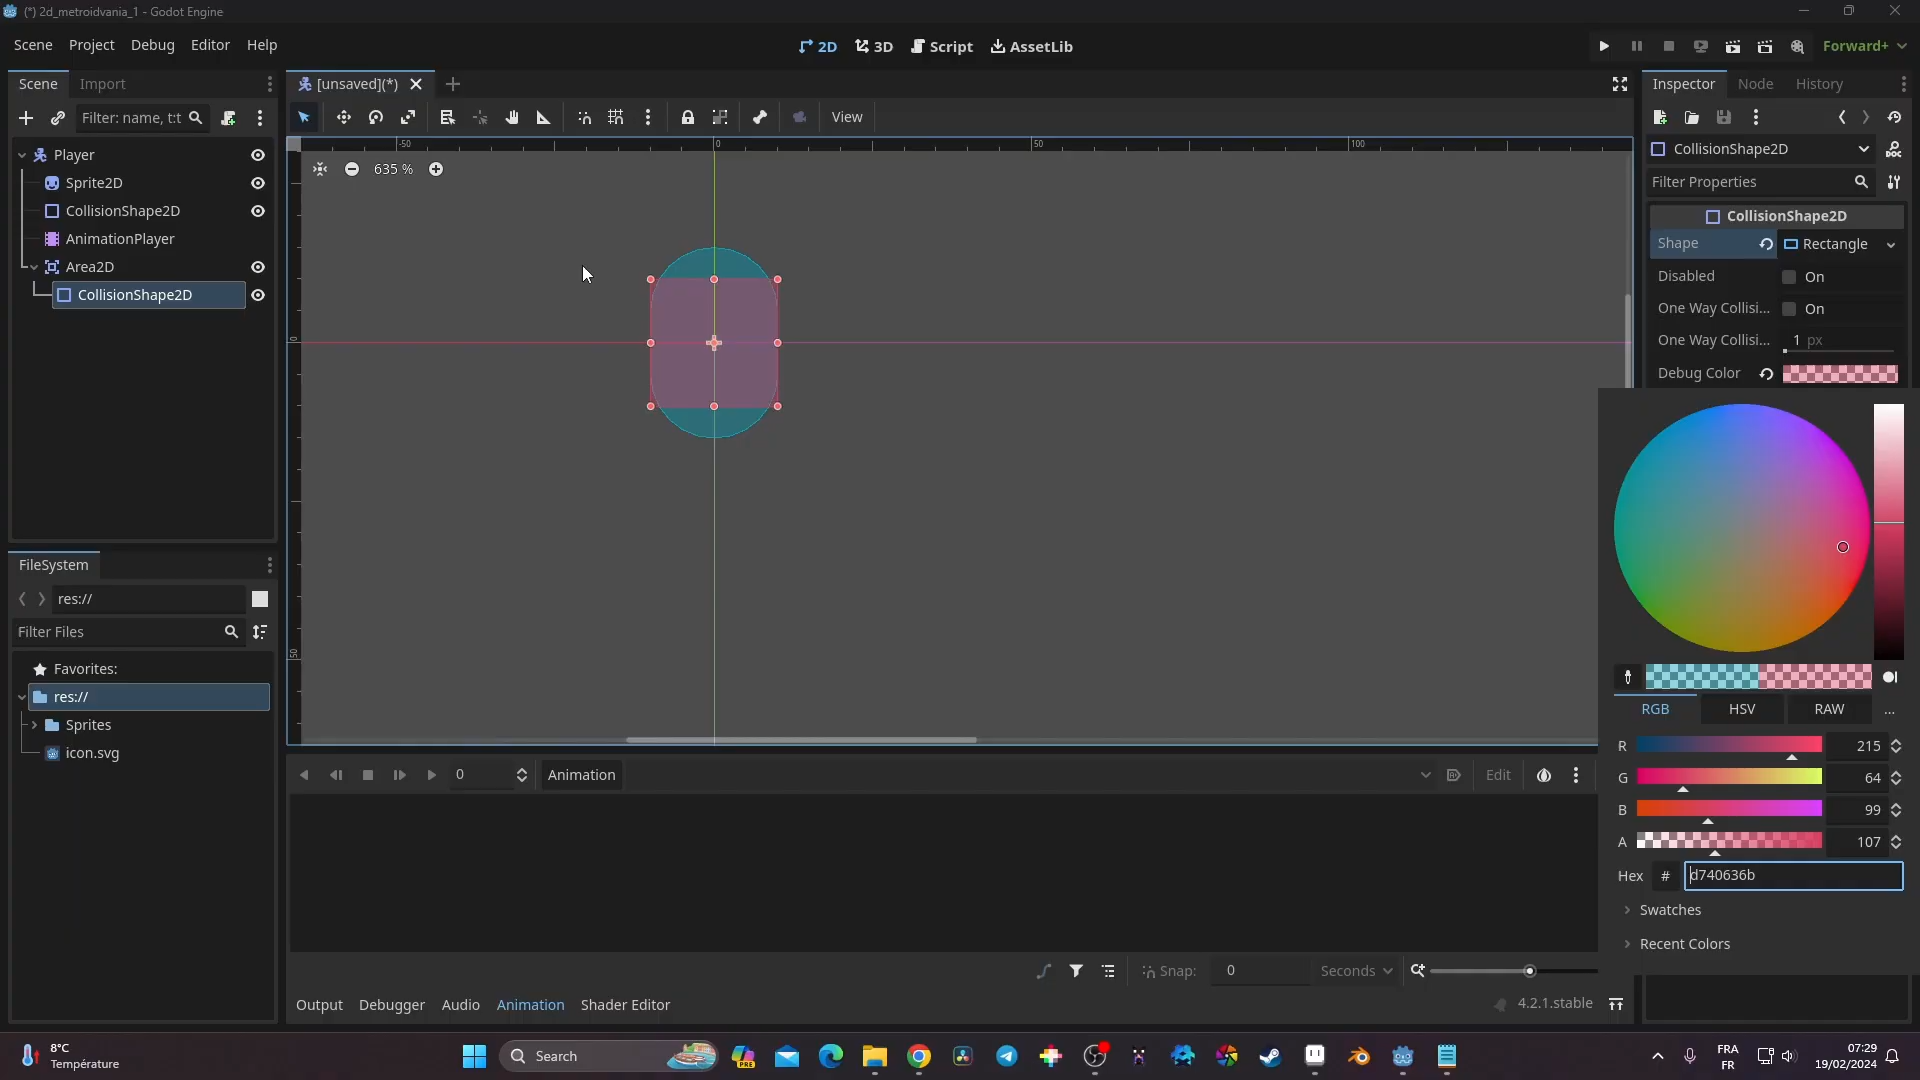 (*) 2d_metroidvania_1 - Godot Engine
Scene Project Debug Editor Help
2D 3D Script AssetLib
Forward+
Scene Import
[unsaved](*)
Inspector Node History
Filter: name, t:t
View
CollisionShape2D
Filter Properties
Player
Sprite2D
CollisionShape2D
AnimationPlayer
Area2D
CollisionShape2D
-50 0 50 100
635 %
0
50
CollisionShape2D
Shape Rectangle
Disabled On
One Way Collisi... On
One Way Collisi... 1 px
Debug Color
RGB HSV RAW ...
R 215
G 64
B 99
A 107
Hex # d740636b
Swatches
Recent Colors
FileSystem
res://
Filter Files
Favorites:
res://
Sprites
icon.svg
0 Animation Edit
Snap: 0 Seconds
Output Debugger Audio Animation Shader Editor
4.2.1.stable
8°C
Température
Search
PRE
FRA
FR
07:29
19/02/2024